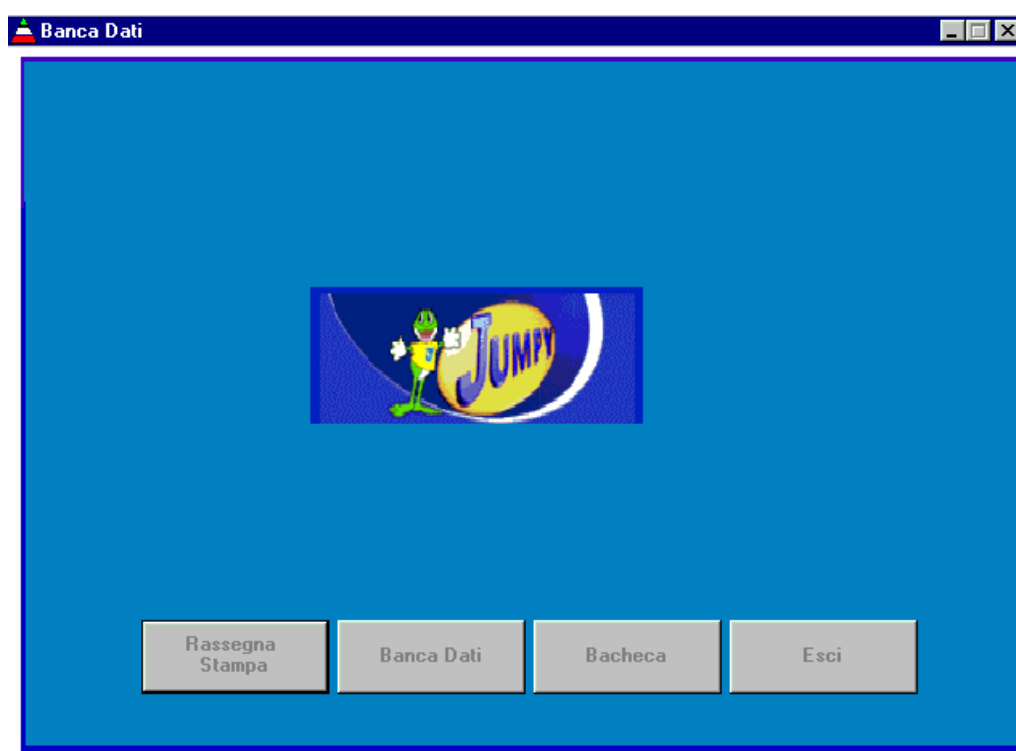 Banca Dati
JUMPY
Rassegna
Stampa
Banca Dati
Bacheca
Esci